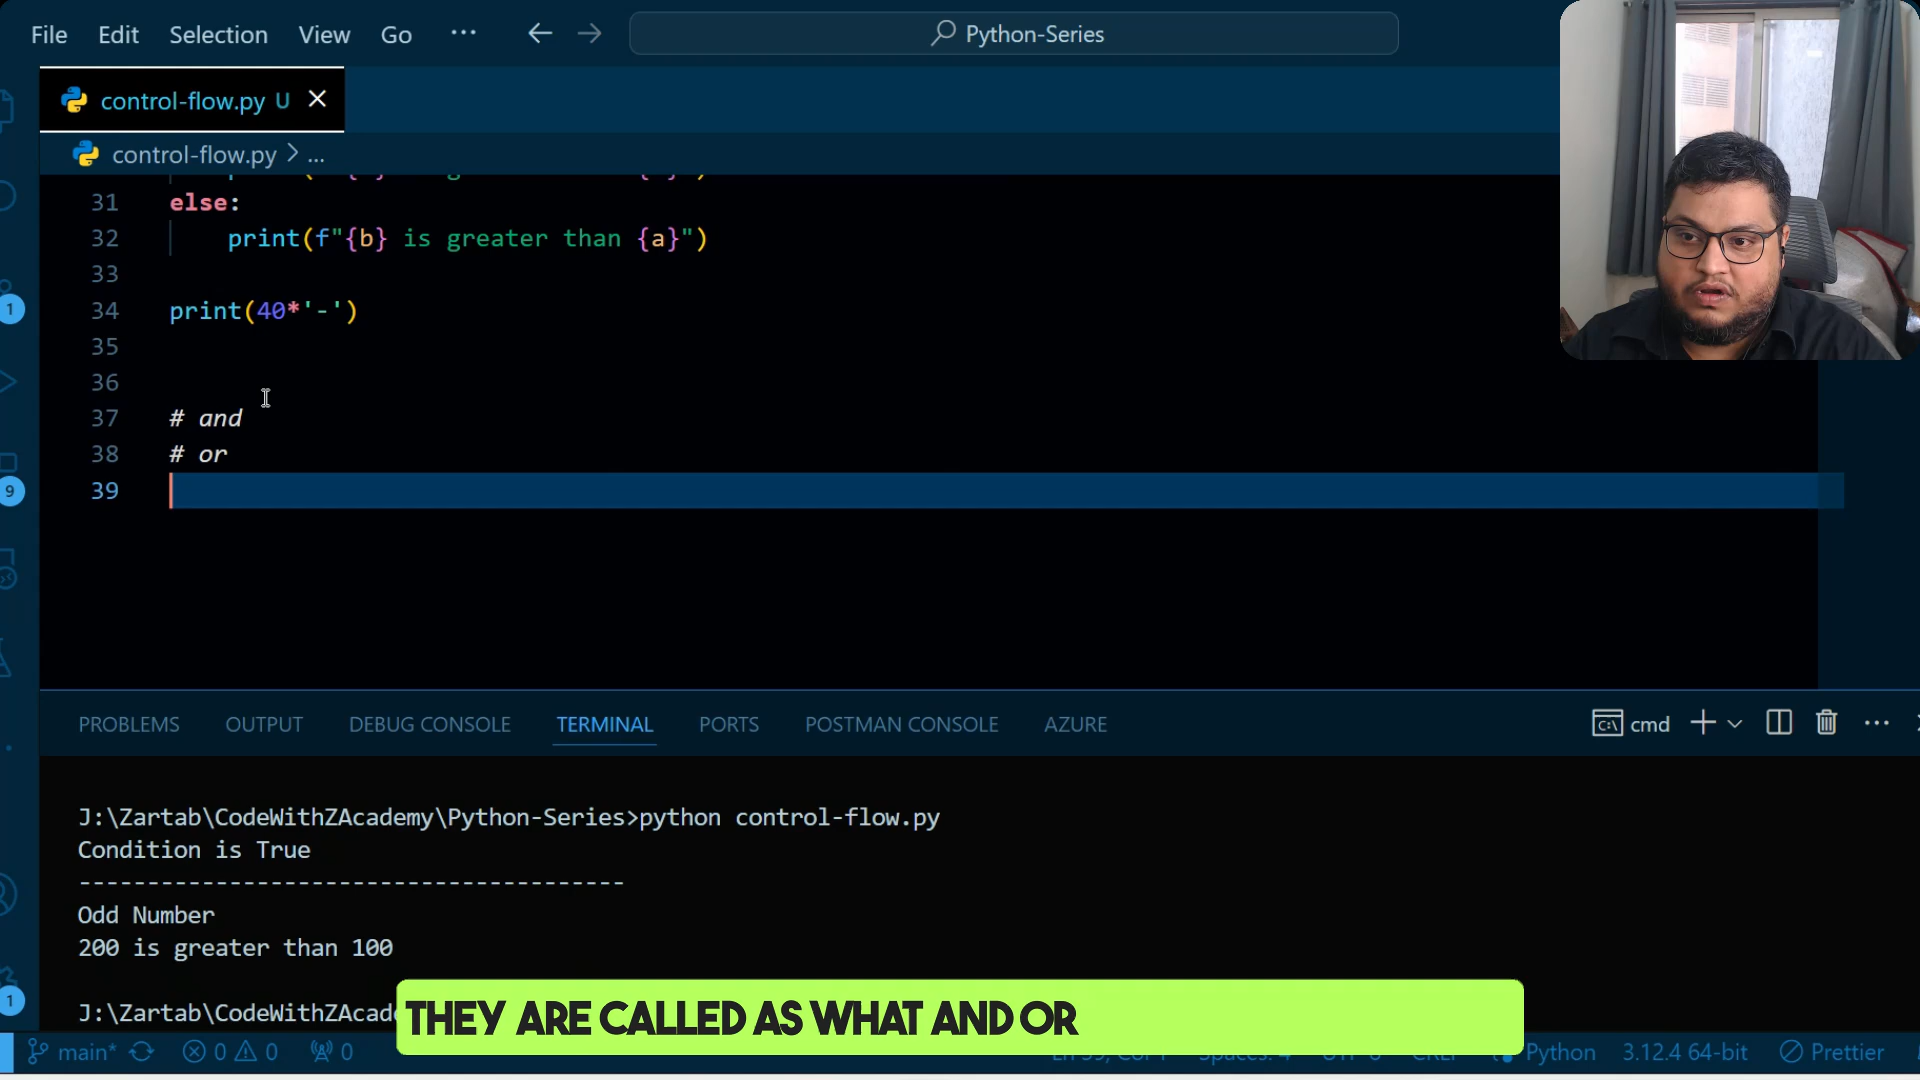 File Edit Selection View Go ··· Python-Series
control-flow.py U
control-flow.py > ...
31 else:
32 print(f"{b} is greater than {a}")
33
34 print(40*'-')
35
36
37 # and
38 # or
39
PROBLEMS OUTPUT DEBUG CONSOLE TERMINAL PORTS POSTMAN CONSOLE AZURE cmd
J:\Zartab\CodeWithZAcademy\Python-Series>python control-flow.py
Condition is True
----------------------------------------
Odd Number
200 is greater than 100
J:\Zartab\CodeWithZAcad
THEY ARE CALLED AS WHAT AND OR
main* 0 0 0 Python 3.12.4 64-bit Prettier
1
9
1